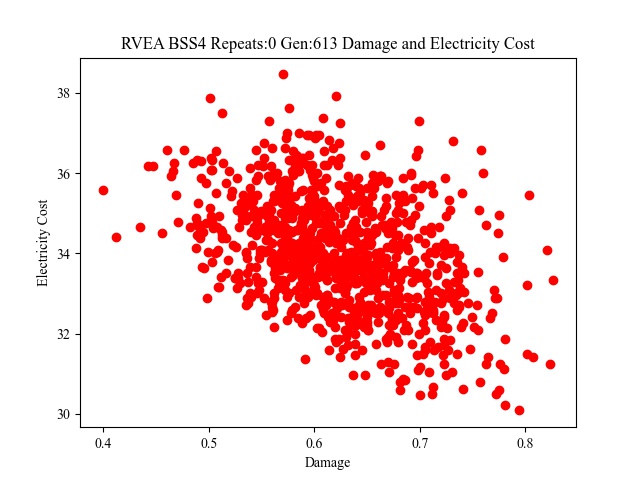 RVEA BSS4 Repeats:0 Gen:613 Damage and Electricity Cost
38
36
34
32
30
Electricity Cost
0.4 0.5 0.6 0.7 0.8
Damage